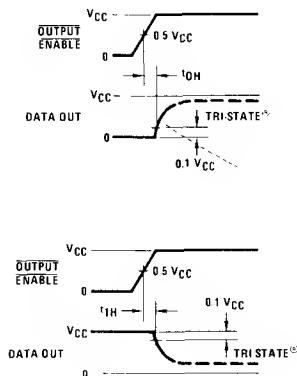 VCC
OUTPUT
ENABLE
0.5 VCC
0
t0H
VCC
DATA OUT
TRI-STATE®
0
0.1 VCC
VCC
OUTPUT
ENABLE
0.5 VCC
0
t1H
0.1 VCC
VCC
DATA OUT
TRI-STATE®
0